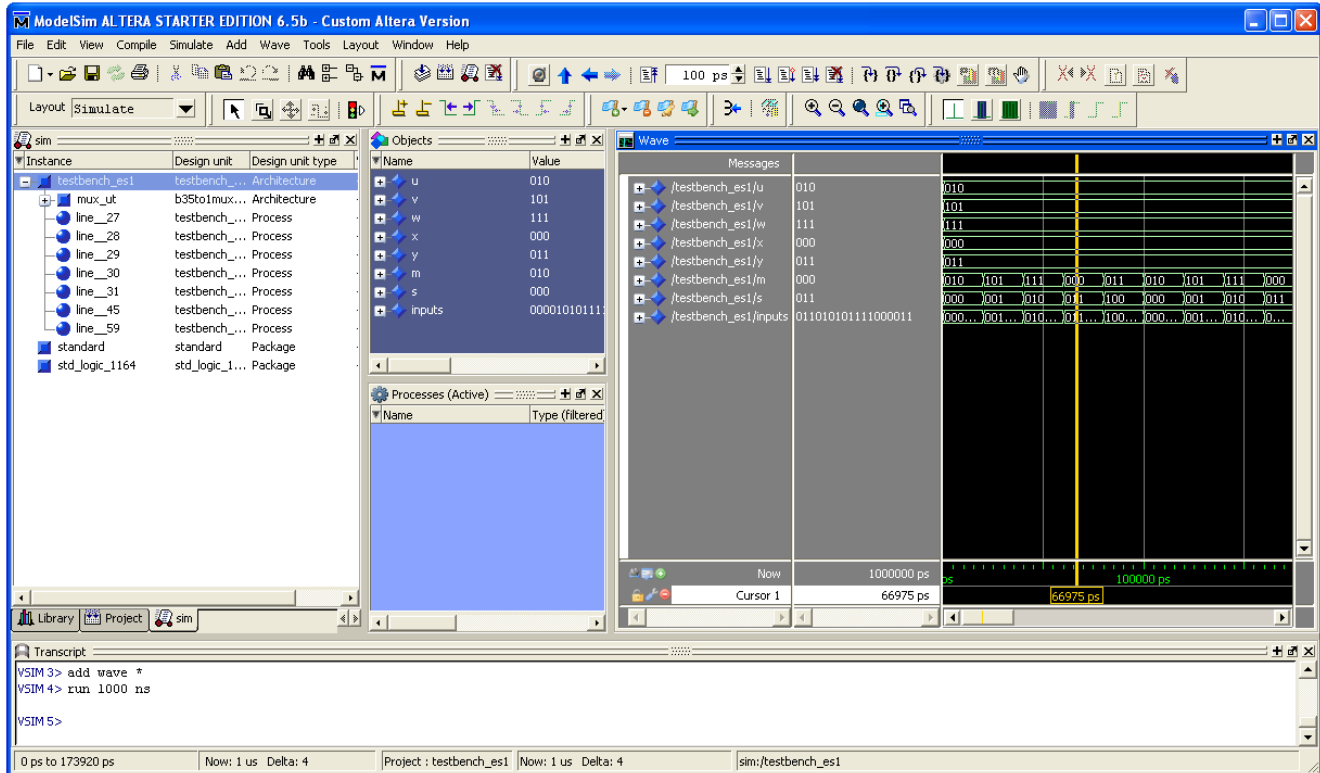 ModelSim ALTERA STARTER EDITION 6.5b - Custom Altera Version
File Edit View Compile Simulate Add Wave Tools Layout Window Help
100 ps
Layout Simulate
sim
Instance Design unit Design unit type
testbench_es1 testbench_... Architecture
mux_ut b35to1mux... Architecture
line__27 testbench_... Process
line__28 testbench_... Process
line__29 testbench_... Process
line__30 testbench_... Process
line__31 testbench_... Process
line__45 testbench_... Process
line__59 testbench_... Process
standard standard Package
std_logic_1164 std_logic_1... Package
Library Project sim
Objects
Name Value
u 010
v 101
w 111
x 000
y 011
m 010
s 000
inputs 00001010111
Processes (Active)
Name Type (filtered)
Wave
Messages
/testbench_es1/u 010 010
/testbench_es1/v 101 101
/testbench_es1/w 111 111
/testbench_es1/x 000 000
/testbench_es1/y 011 011
/testbench_es1/m 000 010 101 111 000 011 010 101 111 000
/testbench_es1/s 011 000 001 010 011 100 000 001 010 011
/testbench_es1/inputs 011010101111000011 000... 001... 010... 011... 100... 000... 001... 010... 0...
Now 1000000 ps ps 100000 ps
Cursor 1 66975 ps 66975 ps
Transcript
VSIM 3> add wave *
VSIM 4> run 1000 ns
VSIM 5>
0 ps to 173920 ps Now: 1 us Delta: 4 Project : testbench_es1 Now: 1 us Delta: 4 sim:/testbench_es1